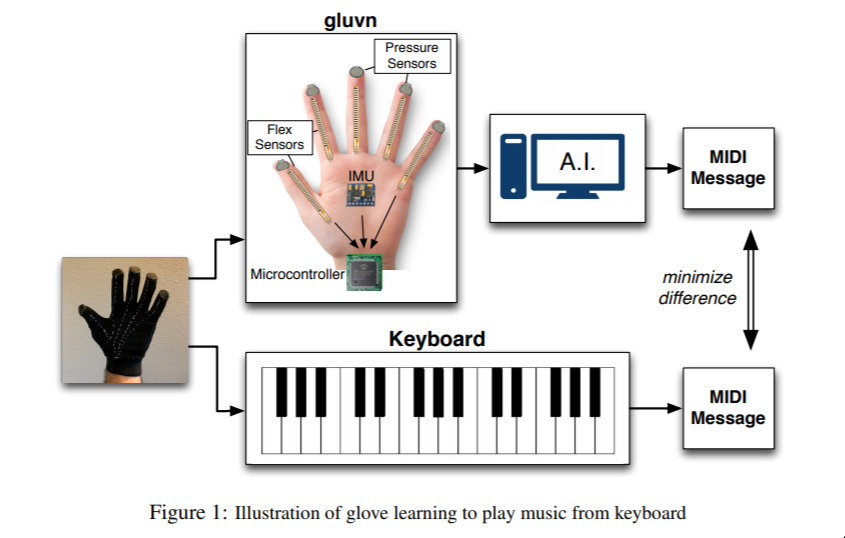 gluvn
Pressure
Sensors
Flex
Sensors
IMU
Microcontroller
A.I.
MIDI
Message
minimize
difference
Keyboard
MIDI
Message
Figure 1: Illustration of glove learning to play music from keyboard